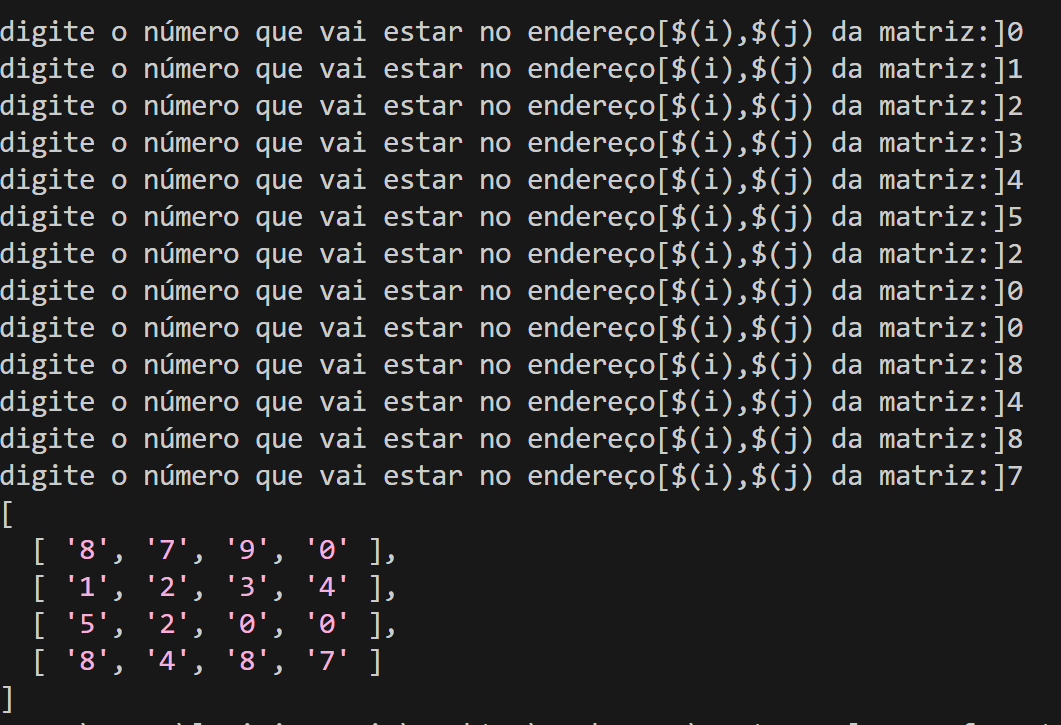 digite o número que vai estar no endereço[$(i),$(j) da matriz:]0
digite o número que vai estar no endereço[$(i),$(j) da matriz:]1
digite o número que vai estar no endereço[$(i),$(j) da matriz:]2
digite o número que vai estar no endereço[$(i),$(j) da matriz:]3
digite o número que vai estar no endereço[$(i),$(j) da matriz:]4
digite o número que vai estar no endereço[$(i),$(j) da matriz:]5
digite o número que vai estar no endereço[$(i),$(j) da matriz:]2
digite o número que vai estar no endereço[$(i),$(j) da matriz:]0
digite o número que vai estar no endereço[$(i),$(j) da matriz:]0
digite o número que vai estar no endereço[$(i),$(j) da matriz:]8
digite o número que vai estar no endereço[$(i),$(j) da matriz:]4
digite o número que vai estar no endereço[$(i),$(j) da matriz:]8
digite o número que vai estar no endereço[$(i),$(j) da matriz:]7
[
  [ '8', '7', '9', '0' ],
  [ '1', '2', '3', '4' ],
  [ '5', '2', '0', '0' ],
  [ '8', '4', '8', '7' ]
]